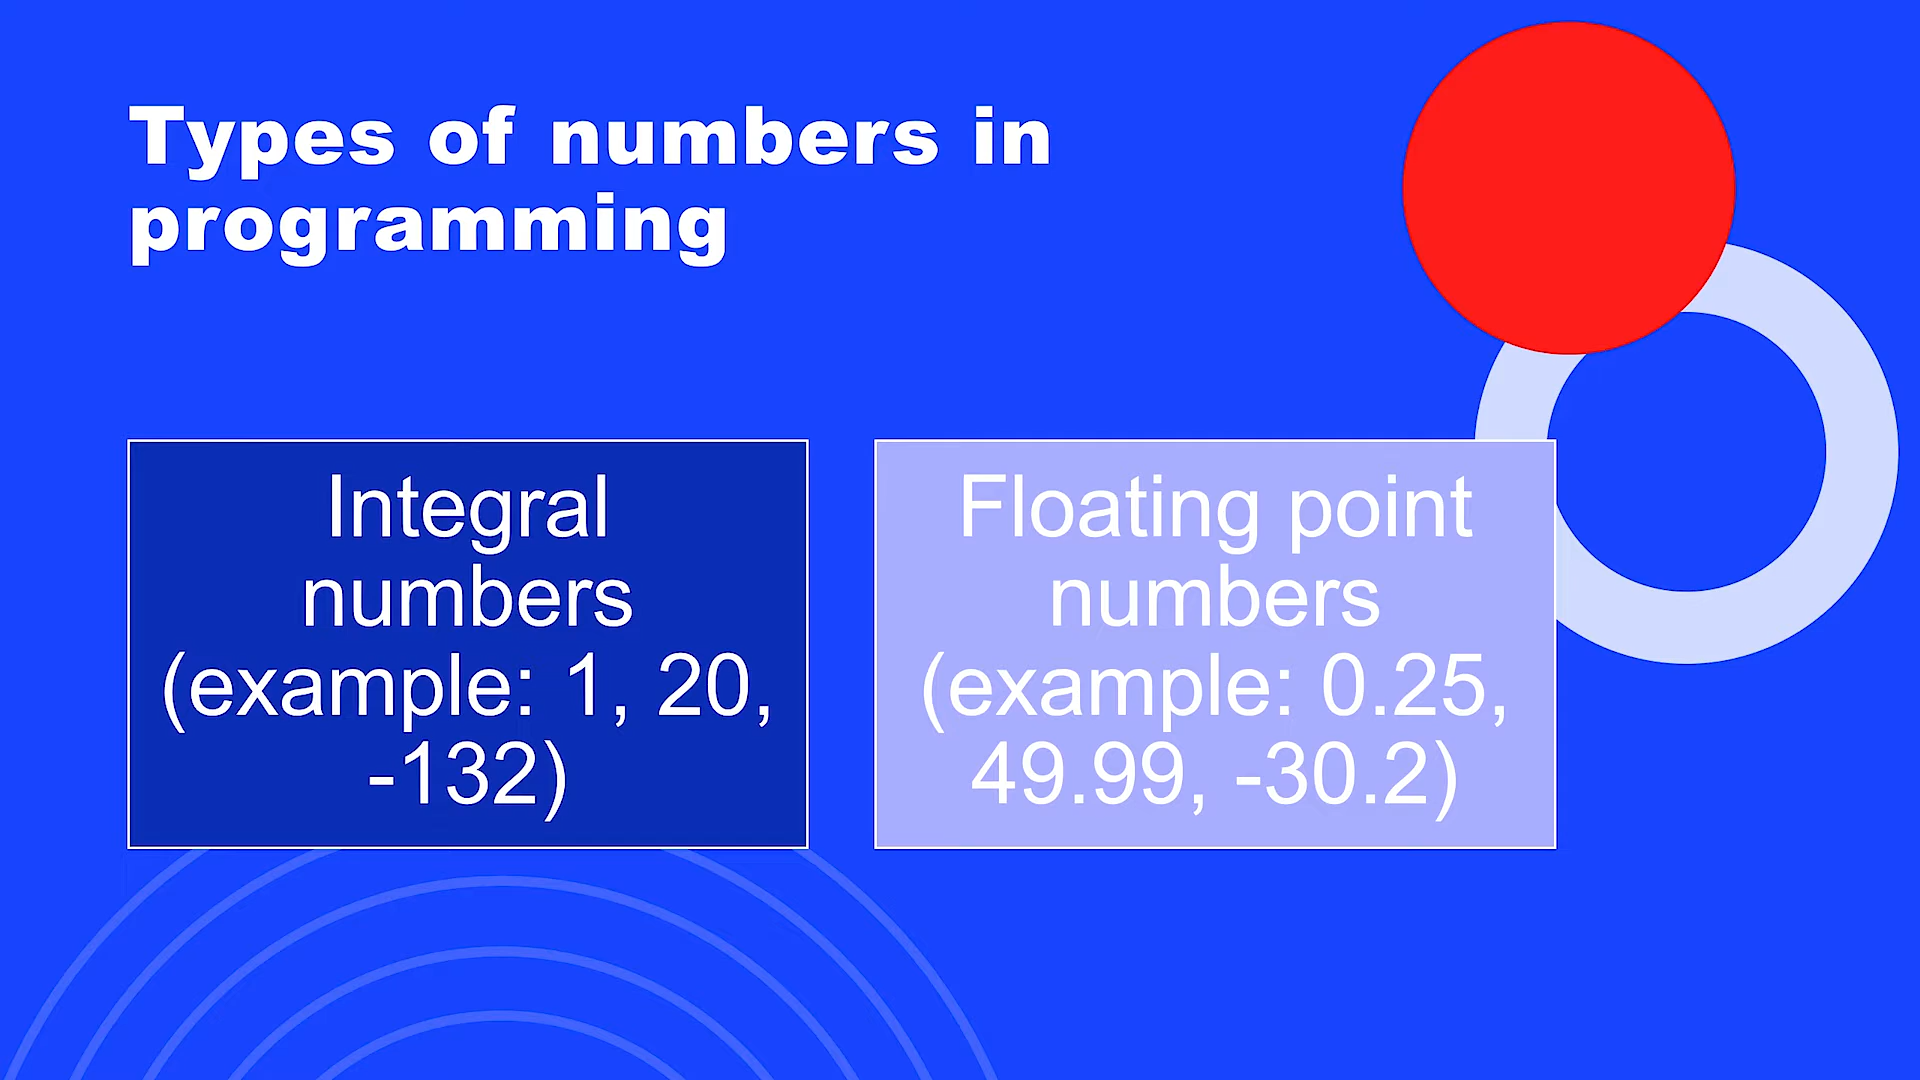 Types of numbers in
programming
Integral
numbers
(example: 1, 20,
-132)
Floating point
numbers
(example: 0.25,
49.99, -30.2)